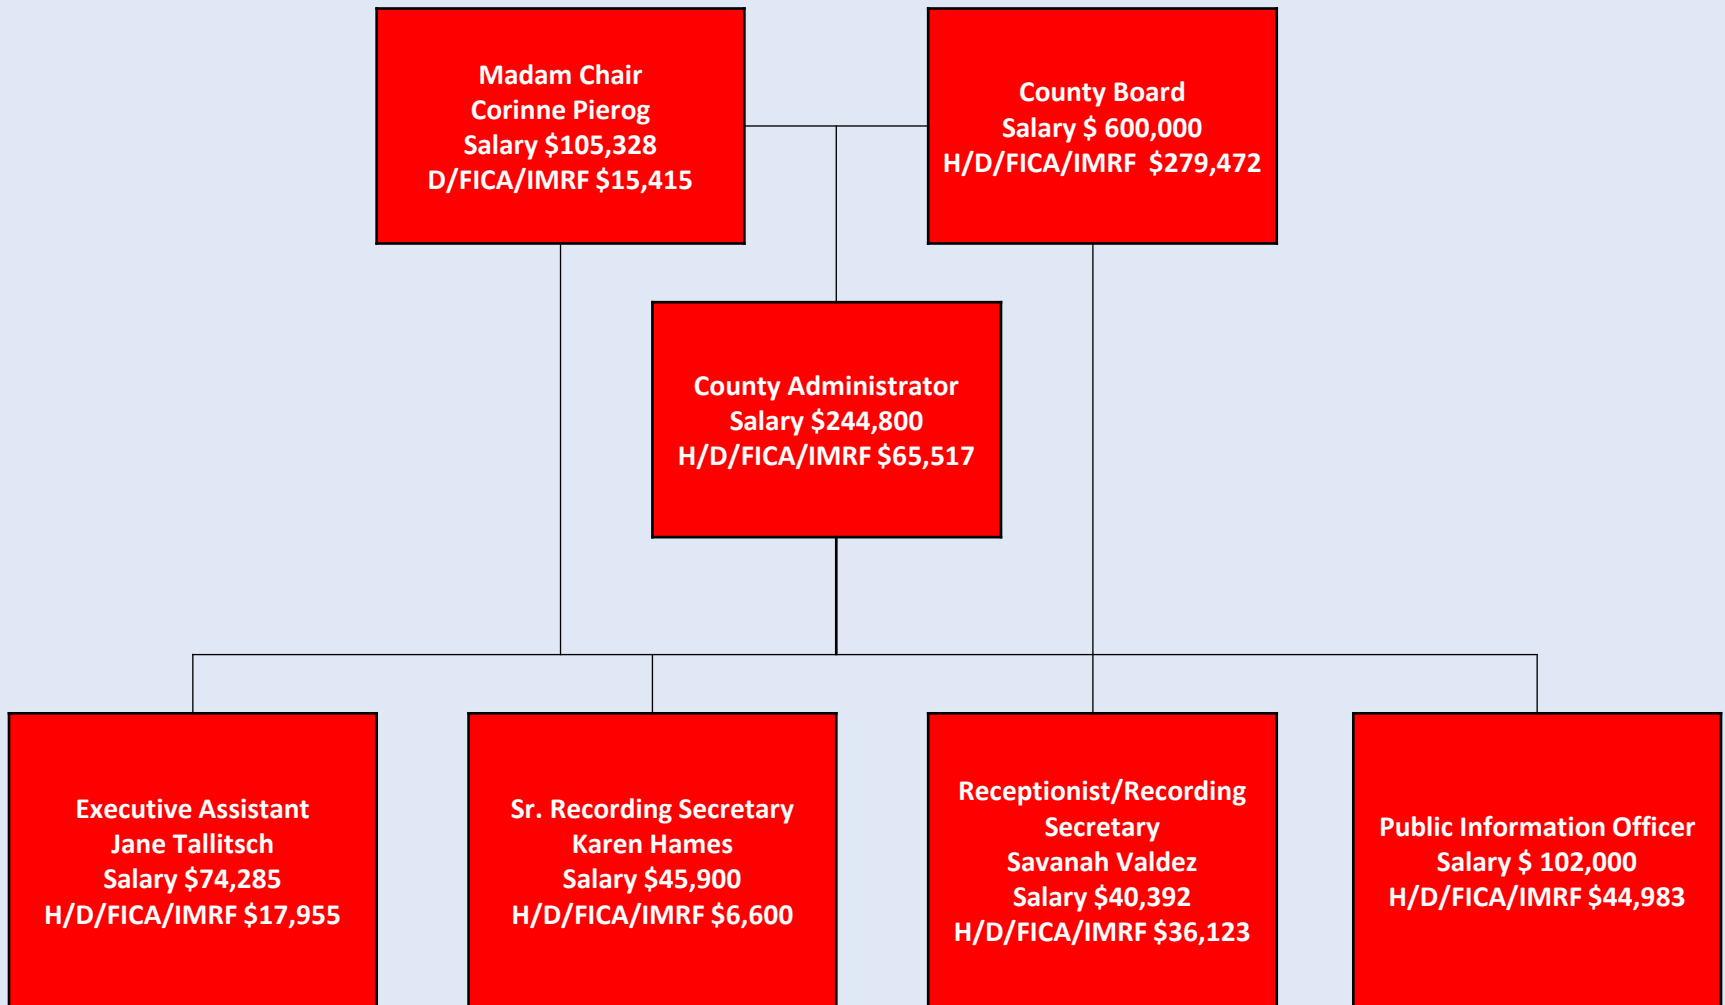 Madam Chair
Corinne Pierog
Salary $105,328
D/FICA/IMRF $15,415
County Board
Salary $ 600,000
H/D/FICA/IMRF  $279,472
County Administrator
Salary $244,800
H/D/FICA/IMRF $65,517
Executive Assistant
Jane Tallitsch
Salary $74,285
H/D/FICA/IMRF $17,955
Sr. Recording Secretary
Karen Hames
Salary $45,900
H/D/FICA/IMRF $6,600
Receptionist/Recording
Secretary
Savanah Valdez
Salary $40,392
H/D/FICA/IMRF $36,123
Public Information Officer
Salary $ 102,000
H/D/FICA/IMRF $44,983